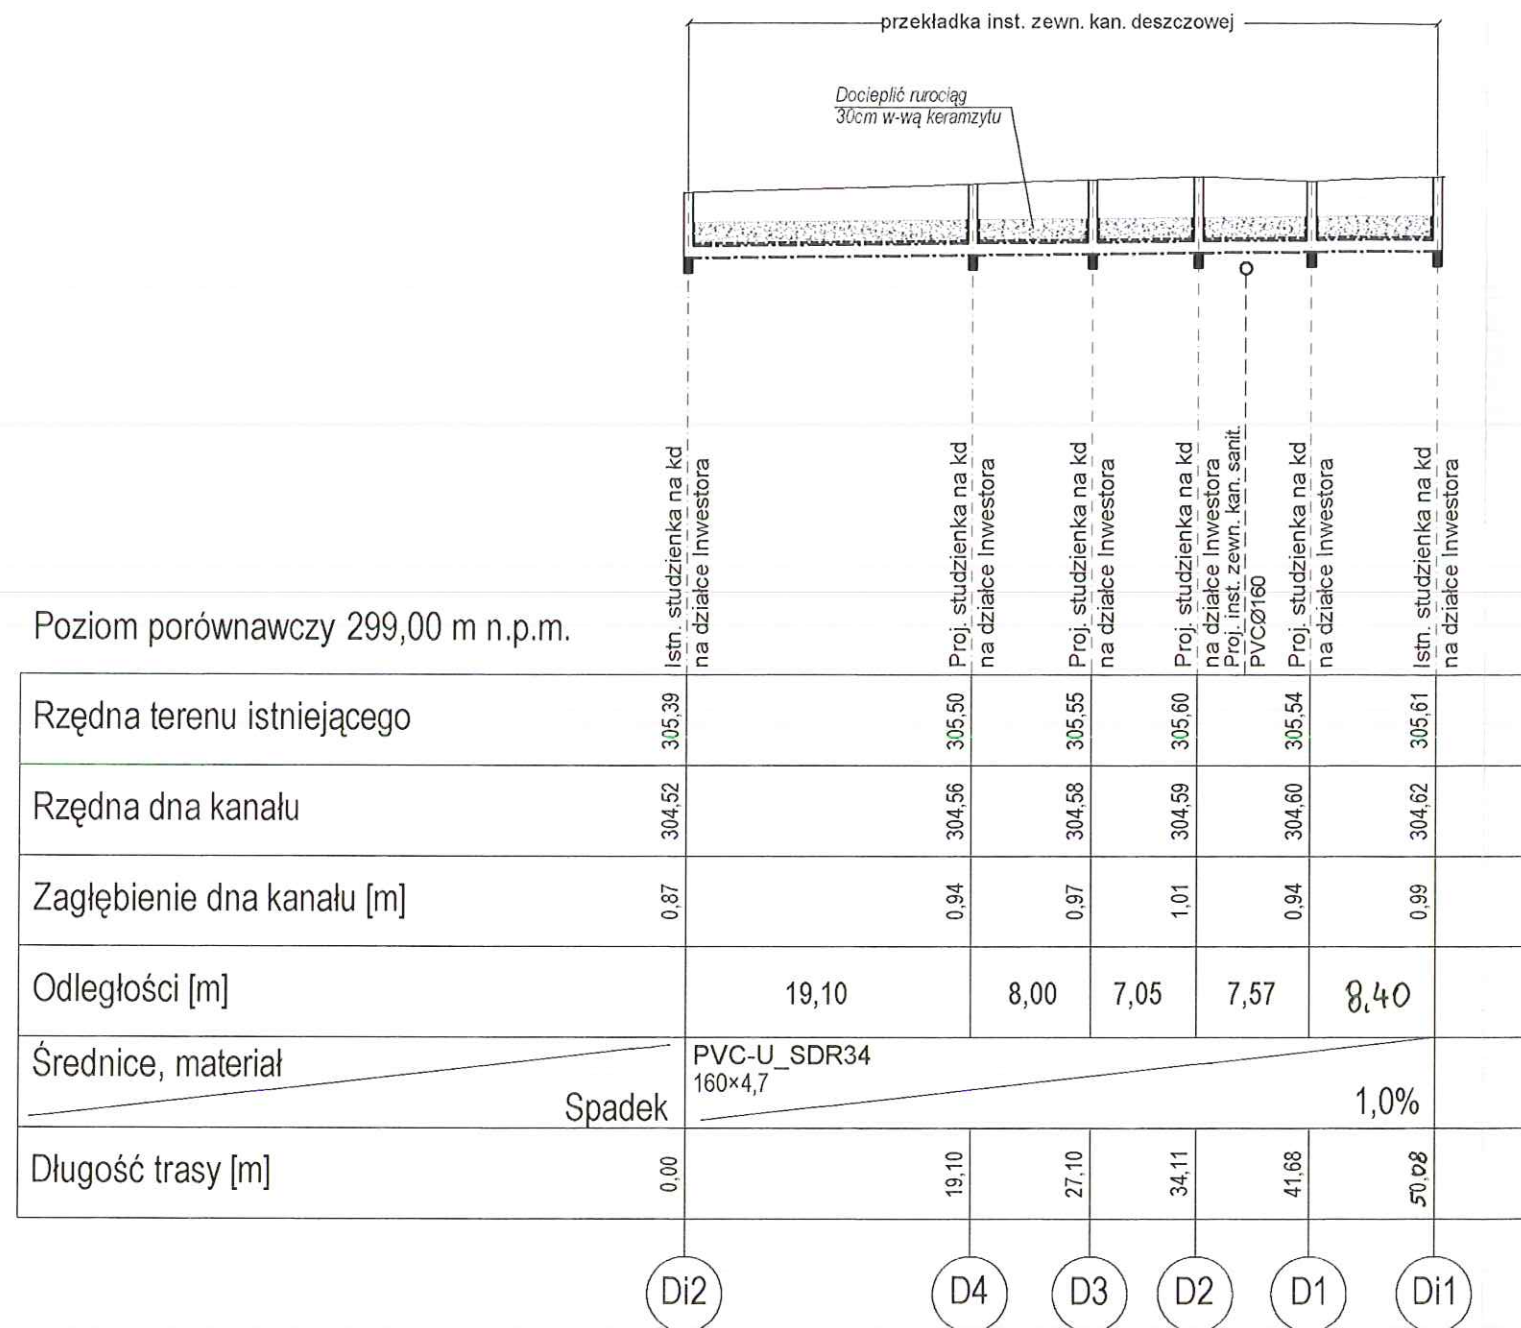 przekładka inst. zewn. kan. deszczowej
Docieplić rurociąg
30cm w-wą keramzytu
Istn. studzienka na kd
na działce Inwestora
Proj. studzienka na kd
na działce Inwestora
Proj. studzienka na kd
na działce Inwestora
Proj. studzienka na kd
na działce Inwestora
Proj. inst. zewn. kan. sanit.
PVCØ160
Proj. studzienka na kd
na działce Inwestora
Istn. studzienka na kd
na działce Inwestora
Poziom porównawczy 299,00 m n.p.m.
Rzędna terenu istniejącego 305,39 305,50 305,55 305,60 305,54 305,61
Rzędna dna kanału 304,52 304,56 304,58 304,59 304,60 304,62
Zagłębienie dna kanału [m] 0,87 0,94 0,97 1,01 0,94 0,99
Odległości [m] 19,10 8,00 7,05 7,57 8,40
Średnice, materiał
Spadek
PVC-U_SDR34
160×4,7
1,0%
Długość trasy [m] 0,00 19,10 27,10 34,11 41,68 50,08
Di2 D4 D3 D2 D1 Di1